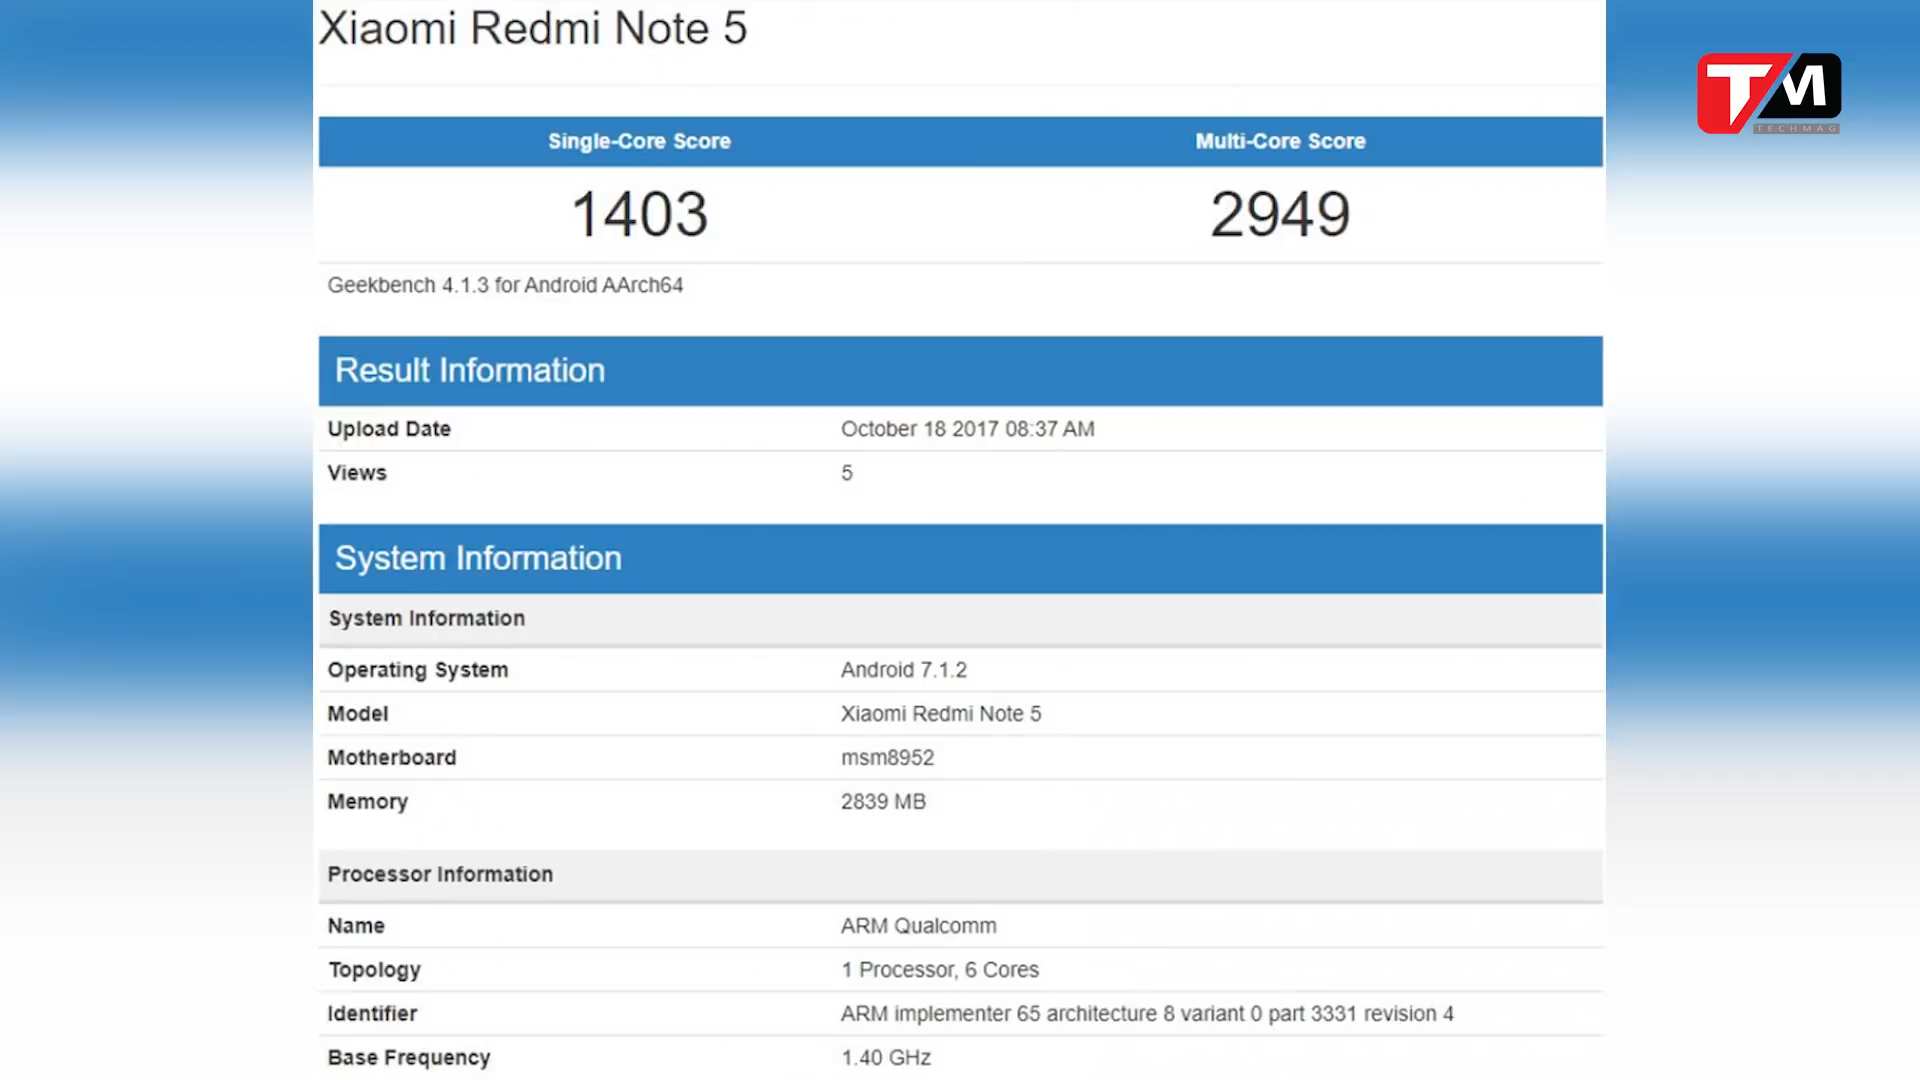 Xiaomi Redmi Note 5
TM
TECHMAG
Single-Core Score Multi-Core Score
1403 2949
Geekbench 4.1.3 for Android AArch64
Result Information
Upload Date October 18 2017 08:37 AM
Views 5
System Information
System Information
Operating System Android 7.1.2
Model Xiaomi Redmi Note 5
Motherboard msm8952
Memory 2839 MB
Processor Information
Name ARM Qualcomm
Topology 1 Processor, 6 Cores
Identifier ARM implementer 65 architecture 8 variant 0 part 3331 revision 4
Base Frequency 1.40 GHz